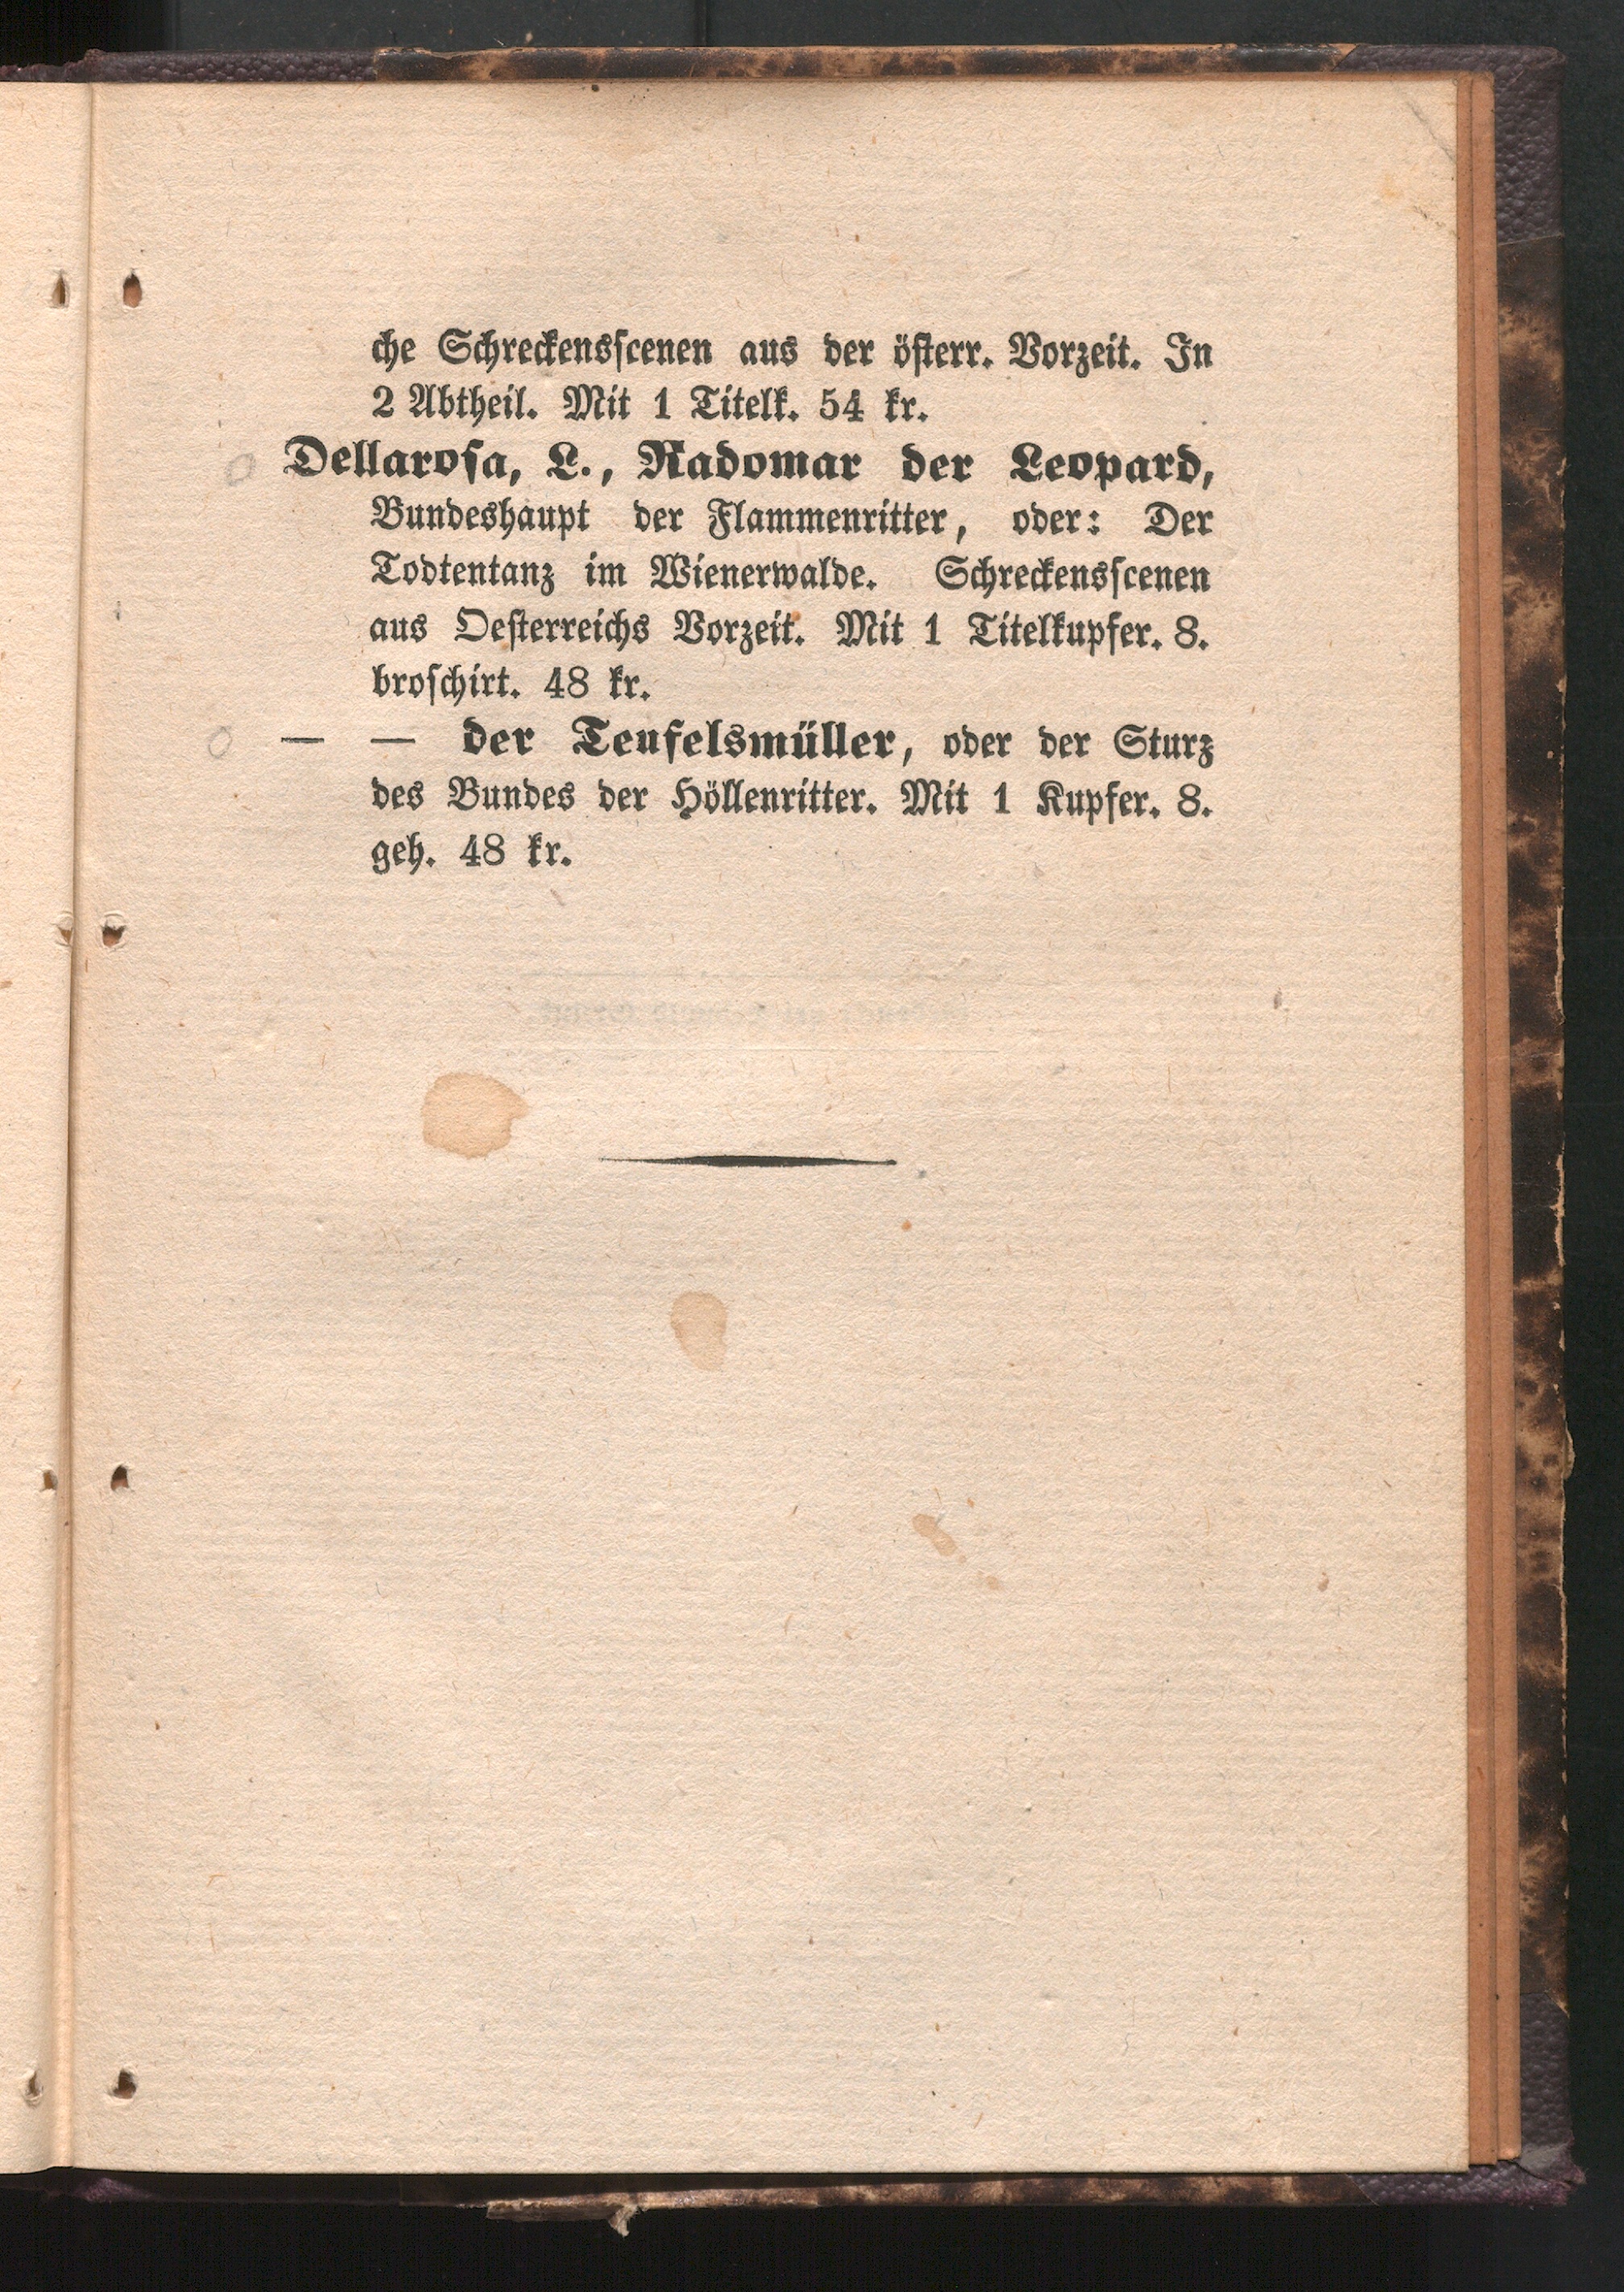 che Schreckensscenen aus der österr. Vorzeit. In
2 Abtheil. Mit 1 Titelk. 54 kr.
Dellarosa, L., Radomar der Leopard,
Bundeshaupt der Flammenritter, oder: Der
Todtentanz im Wienerwalde. Schreckensscenen
aus Oesterreichs Vorzeit. Mit 1 Titelkupfer. 8.
broschirt. 48 kr.
— — der Teufelsmüller, oder der Sturz
des Bundes der Höllenritter. Mit 1 Kupfer. 8.
geh. 48 kr.